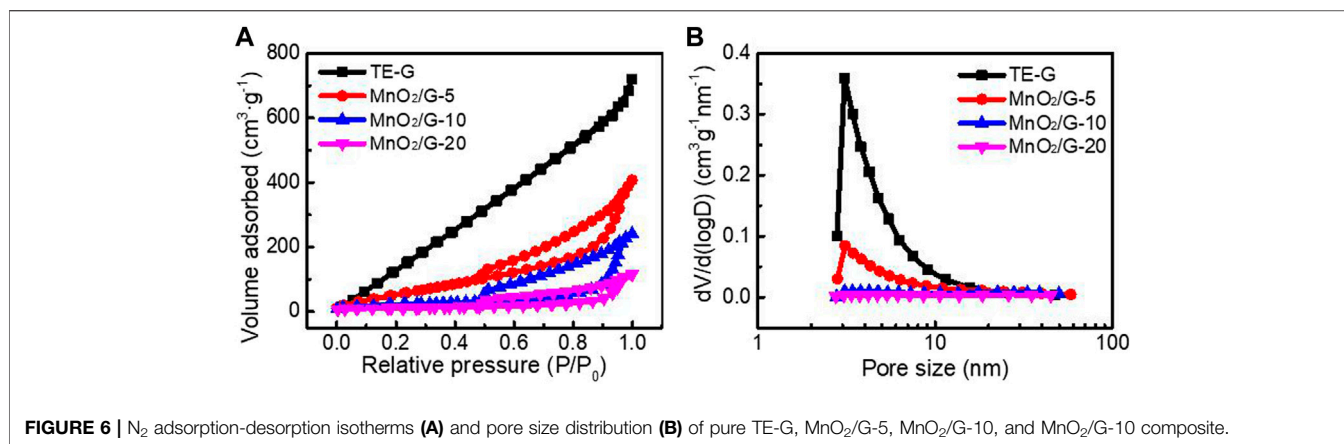 A
800
600
400
200
0
Volume adsorbed (cm³·g⁻¹)
TE-G
MnO₂/G-5
MnO₂/G-10
MnO₂/G-20
0.0 0.2 0.4 0.6 0.8 1.0
Relative pressure (P/P₀)
B
0.4
0.3
0.2
0.1
0.0
dV/d(logD) (cm³g⁻¹nm⁻¹)
TE-G
MnO₂/G-5
MnO₂/G-10
MnO₂/G-20
1 10 100
Pore size (nm)
FIGURE 6 | N₂ adsorption-desorption isotherms (A) and pore size distribution (B) of pure TE-G, MnO₂/G-5, MnO₂/G-10, and MnO₂/G-10 composite.